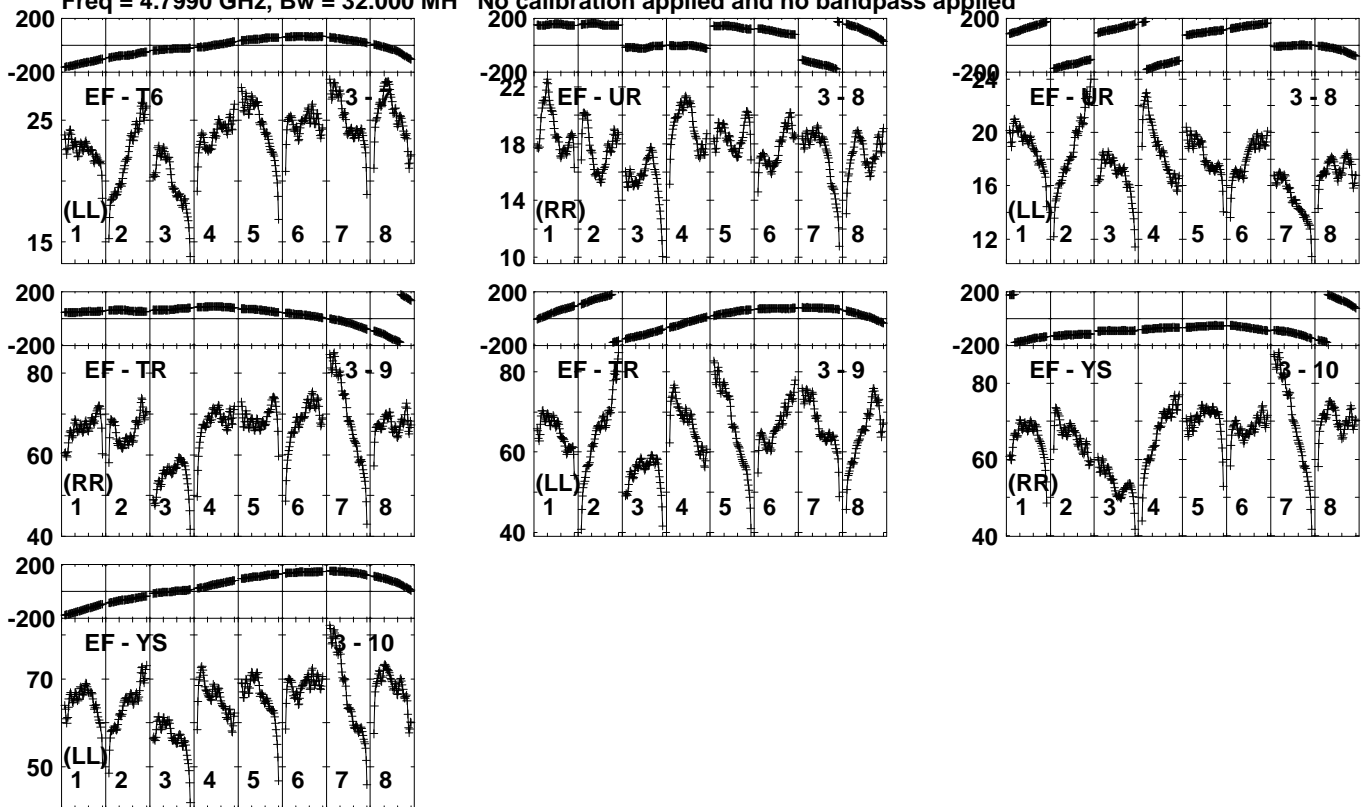 Freq = 4.7990 GHz, Bw = 32.000 MH No calibration applied and no bandpass applied
200
-200
EF - T6 3 - 7
25
(LL)
15
1 2 3 4 5 6 7 8
200
-200
22
EF - UR 3 - 8
18
14
(RR)
10
1 2 3 4 5 6 7 8
200
-200
24
EF - UR 3 - 8
20
16
(LL)
12
1 2 3 4 5 6 7 8
200
-200
80
EF - TR 3 - 9
60
(RR)
40
1 2 3 4 5 6 7 8
200
-200
80
EF - TR 3 - 9
60
(LL)
40
1 2 3 4 5 6 7 8
200
-200
80
EF - YS 3 - 10
60
(RR)
40
1 2 3 4 5 6 7 8
200
-200
EF - YS 3 - 10
70
(LL)
50
1 2 3 4 5 6 7 8